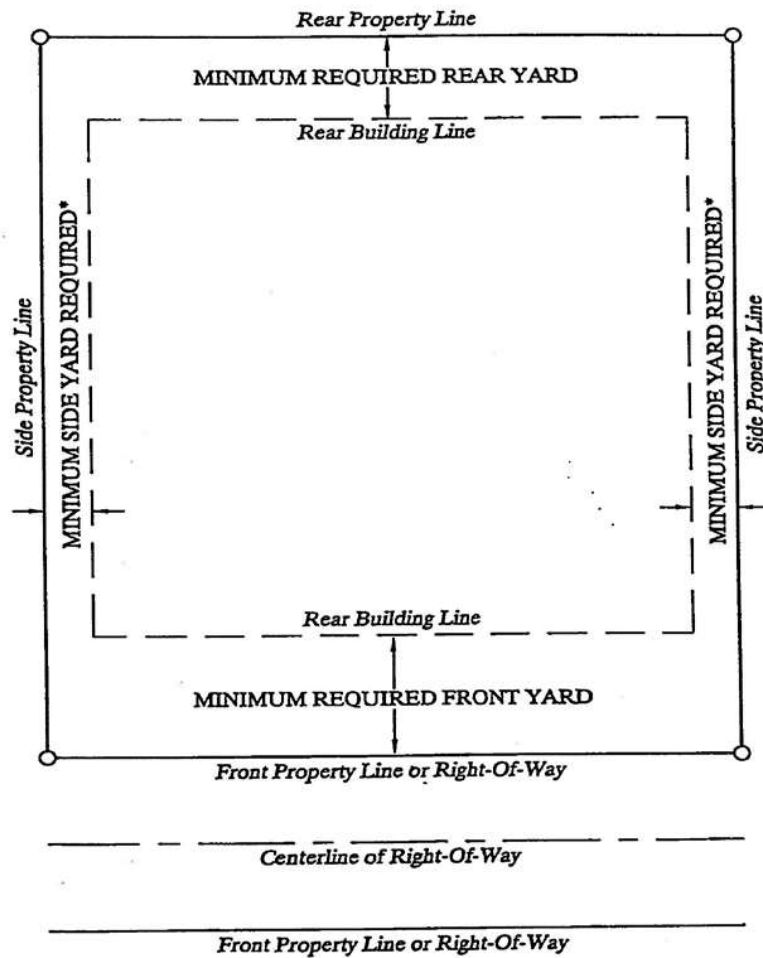 Rear Property Line
MINIMUM REQUIRED REAR YARD
Rear Building Line
Side Property Line
MINIMUM SIDE YARD REQUIRED*
MINIMUM SIDE YARD REQUIRED*
Side Property Line
Rear Building Line
MINIMUM REQUIRED FRONT YARD
Front Property Line or Right-Of-Way
Centerline of Right-Of-Way
Front Property Line or Right-Of-Way